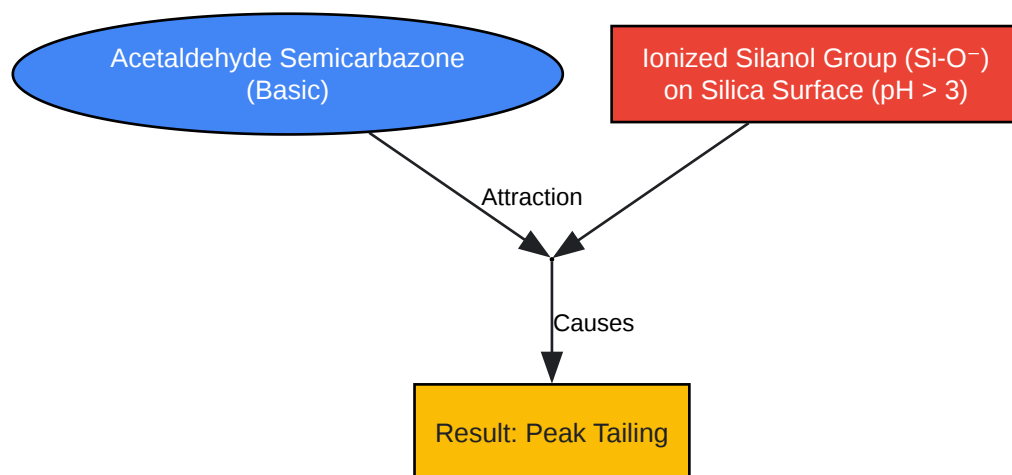 Acetaldehyde Semicarbazone
(Basic)
Ionized Silanol Group (Si-O⁻)
on Silica Surface (pH > 3)
Attraction
Causes
Result: Peak Tailing